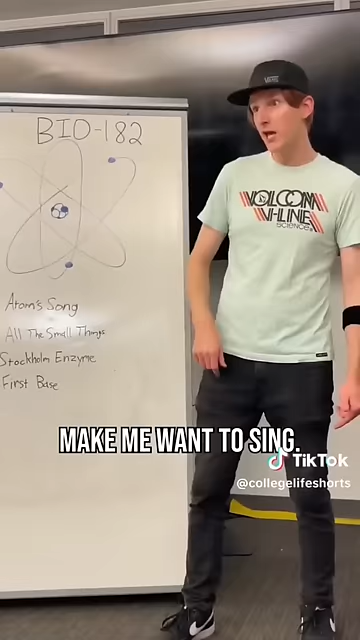 VANS
BIO-182
VOLCOM
V-LINE
SCIENCE
Atom's Song
All The Small Things
Stockholm Enzyme
First Base
MAKE ME WANT TO SING.
TikTok
@collegelifeshorts